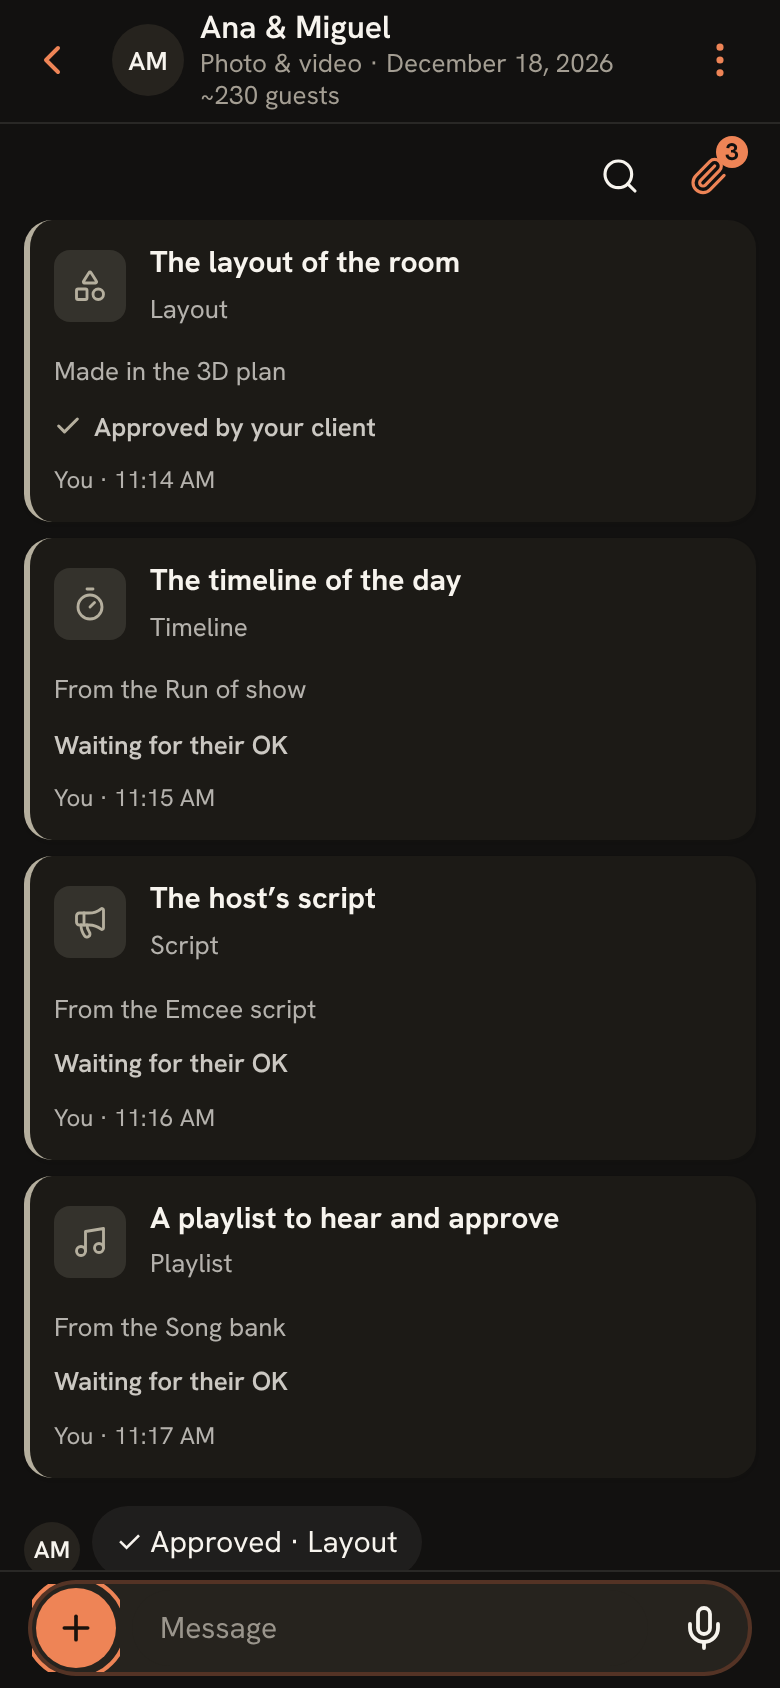 AM
Ana & Miguel
Photo & video · December 18, 2026
~230 guests
3
The layout of the room
Layout
Made in the 3D plan
✓ Approved by your client
You · 11:14 AM
The timeline of the day
Timeline
From the Run of show
Waiting for their OK
You · 11:15 AM
The host’s script
Script
From the Emcee script
Waiting for their OK
You · 11:16 AM
A playlist to hear and approve
Playlist
From the Song bank
Waiting for their OK
You · 11:17 AM
AM
✓ Approved · Layout
Message